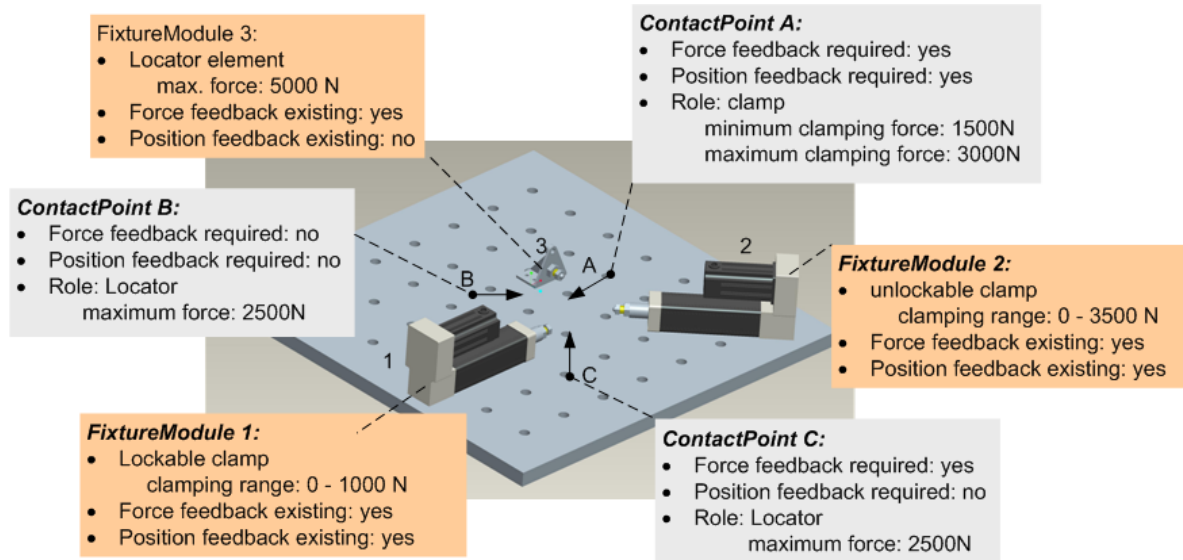 FixtureModule 3:
• Locator element
max. force: 5000 N
• Force feedback existing: yes
• Position feedback existing: no
ContactPoint A:
• Force feedback required: yes
• Position feedback required: yes
• Role: clamp
minimum clamping force: 1500N
maximum clamping force: 3000N
ContactPoint B:
• Force feedback required: no
• Position feedback required: no
• Role: Locator
maximum force: 2500N
3
A
2
B
1
C
FixtureModule 2:
• unlockable clamp
clamping range: 0 - 3500 N
• Force feedback existing: yes
• Position feedback existing: yes
FixtureModule 1:
• Lockable clamp
clamping range: 0 - 1000 N
• Force feedback existing: yes
• Position feedback existing: yes
ContactPoint C:
• Force feedback required: yes
• Position feedback required: no
• Role: Locator
maximum force: 2500N